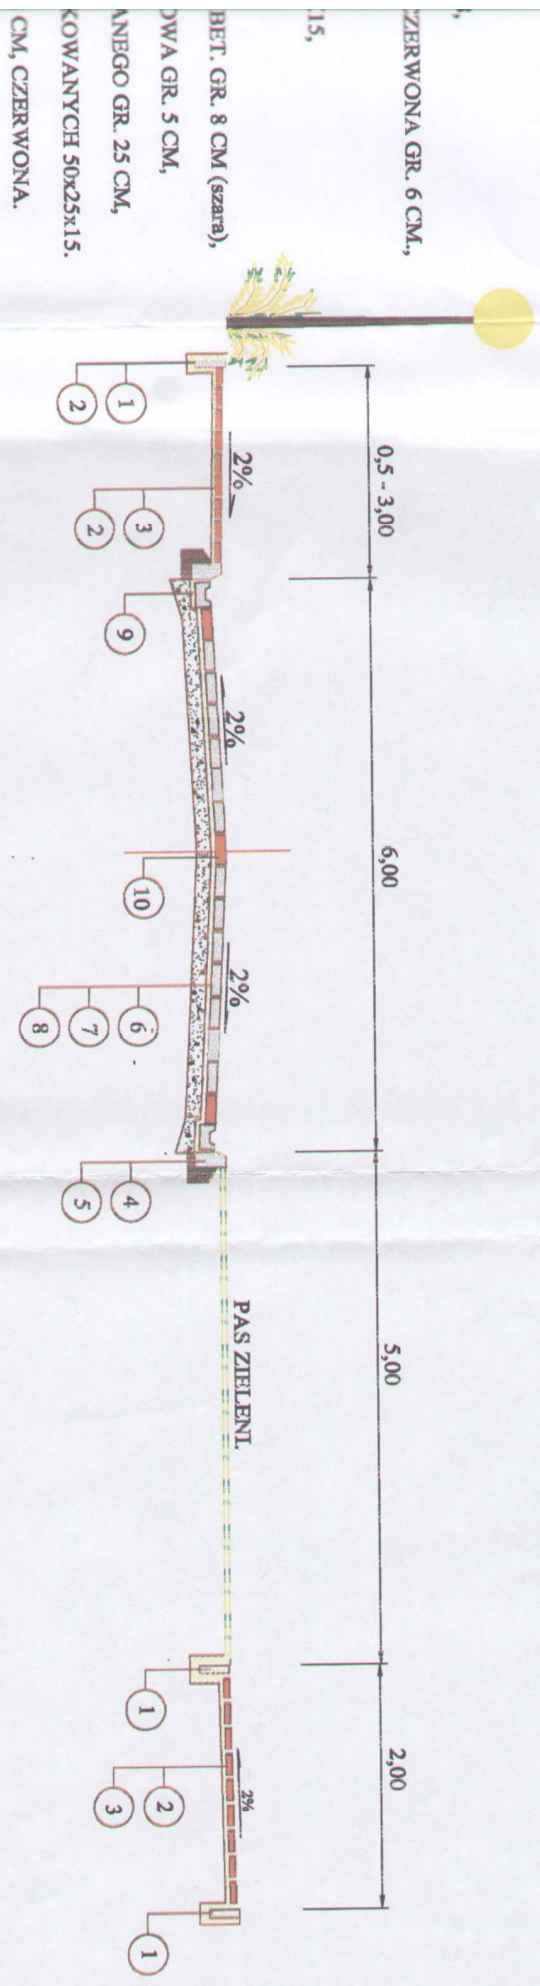 ZERWONA GR. 6 CM.,
15,
BET. GR. 8 CM (szara),
OWA GR. 5 CM,
ANEGO GR. 25 CM,
KOWANYCH 50x25x15.
CM, CZERWONA.
0,5 - 3,00
6,00
5,00
2,00
2%
2%
2%
2%
PAS ZIELENI.
1
2
3
2
9
10
6
7
8
4
5
1
2
3
1